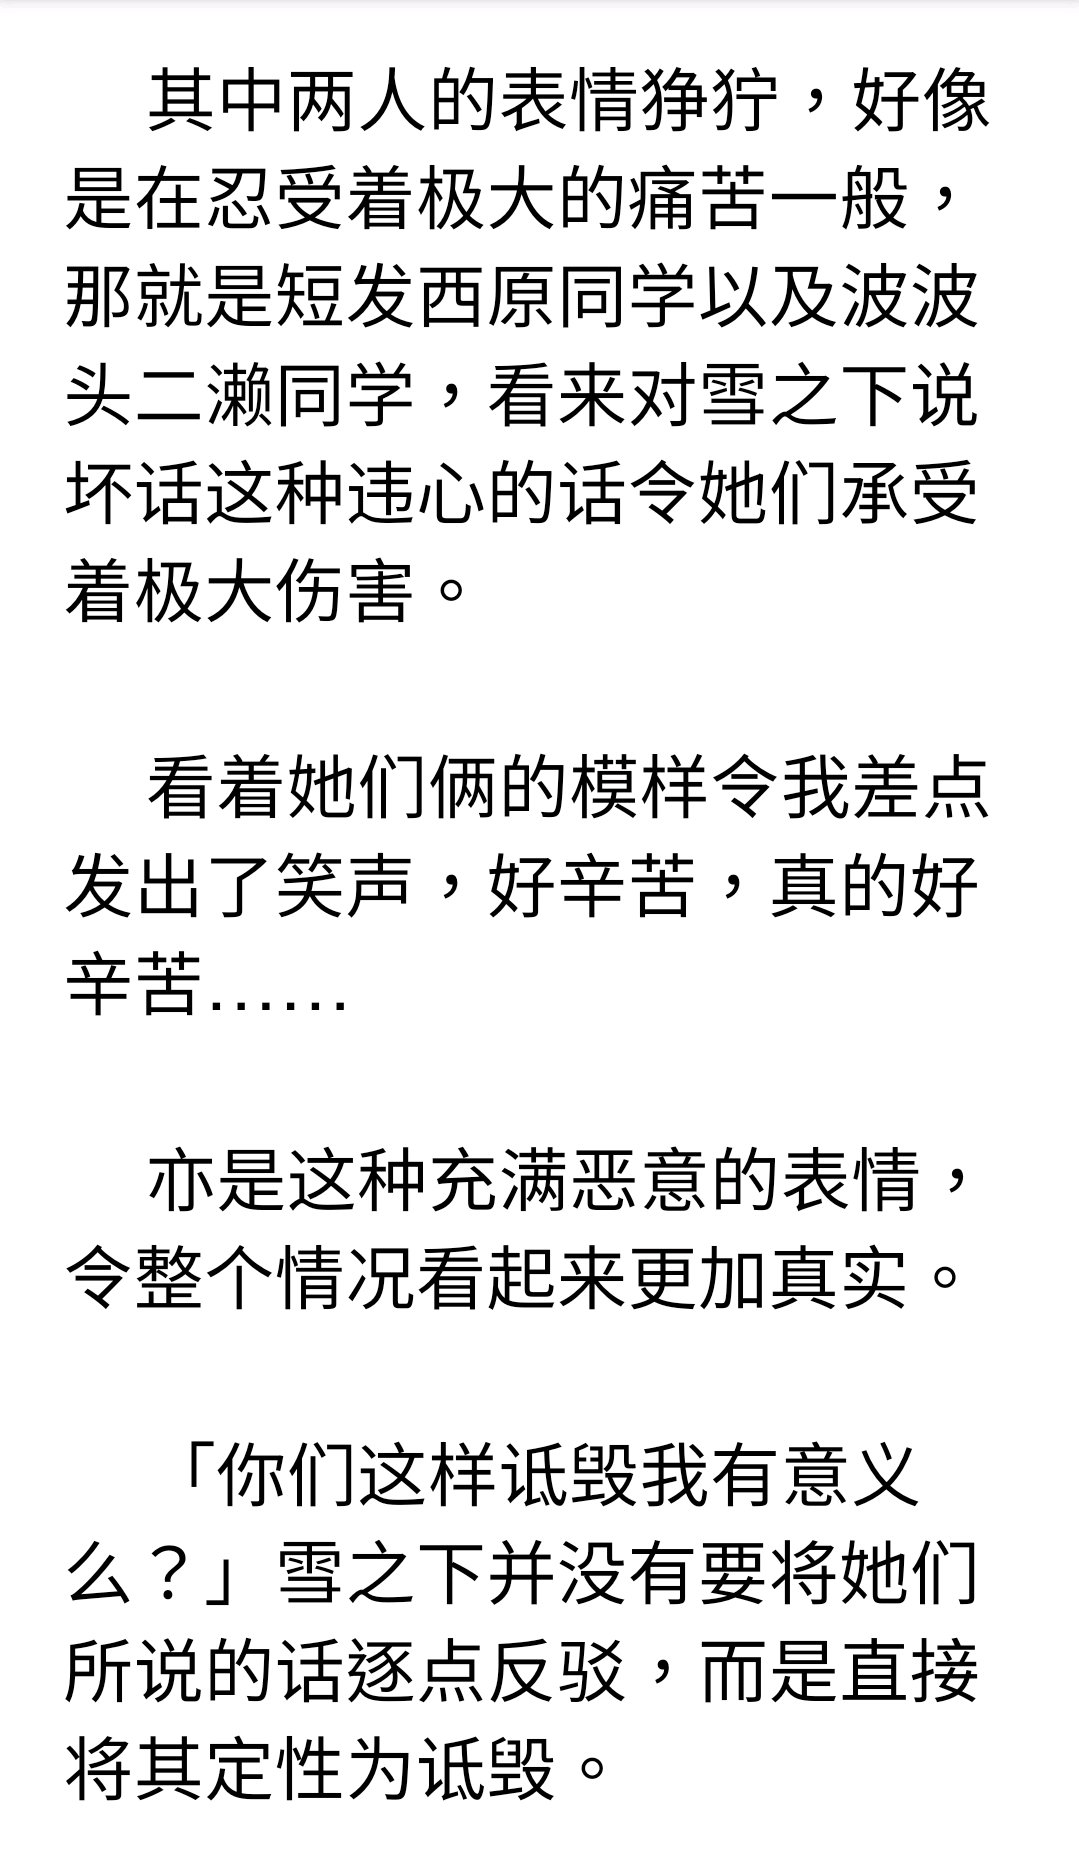 其中两人的表情狰狞，好像
是在忍受着极大的痛苦一般，
那就是短发西原同学以及波波
头二濑同学，看来对雪之下说
坏话这种违心的话令她们承受
着极大伤害。
看着她们俩的模样令我差点
发出了笑声，好辛苦，真的好
辛苦……
亦是这种充满恶意的表情，
令整个情况看起来更加真实。
「你们这样诋毁我有意义
么？」雪之下并没有要将她们
所说的话逐点反驳，而是直接
将其定性为诋毁。